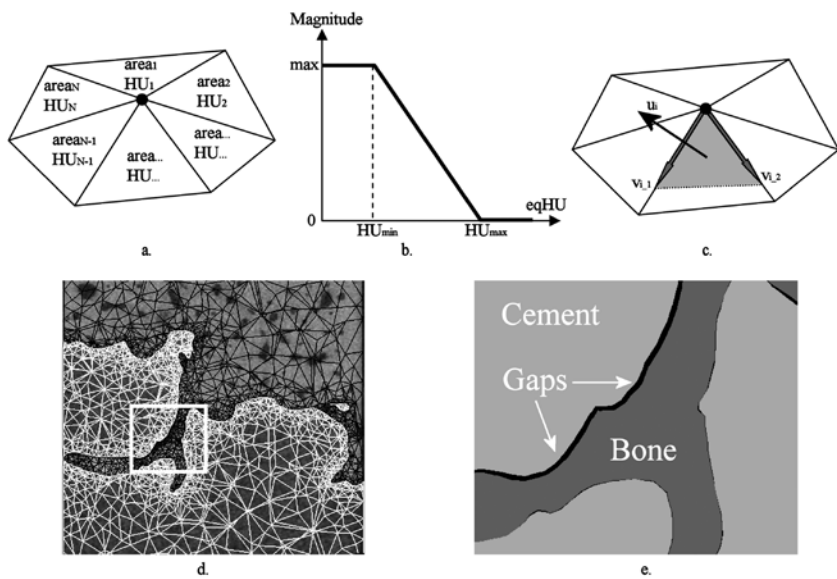 area1
HU1
area2
HU2
area...
HU...
area...
HU...
areaN-1
HUN-1
areaN
HUN
a.
Magnitude
max
0
HUmin
HUmax
eqHU
b.
ui
vi_1
vi_2
c.
d.
Cement
Gaps
Bone
e.